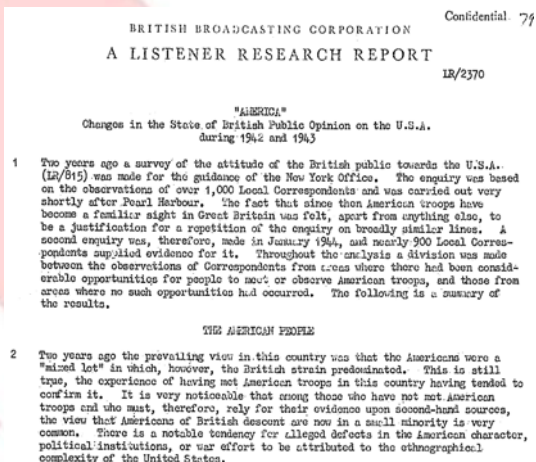 Confidential 79
BRITISH BROADCASTING CORPORATION
A LISTENER RESEARCH REPORT
LR/2370
"AMERICA"
Changes in the State of British Public Opinion on the U.S.A.
during 1942 and 1943
1 Two years ago a survey of the attitude of the British public towards the U.S.A.
(LR/815) was made for the guidance of the New York Office. The enquiry was based
on the observations of over 1,000 Local Correspondents and was carried out very
shortly after Pearl Harbour. The fact that since then American troops have
become a familiar sight in Great Britain was felt, apart from anything else, to
be a justification for a repetition of the enquiry on broadly similar lines. A
second enquiry was, therefore, made in January 1944, and nearly 900 Local Corres-
pondents supplied evidence for it. Throughout the analysis a division was made
between the observations of Correspondents from areas where there had been consid-
erable opportunities for people to meet or observe American troops, and those from
areas where no such opportunities had occurred. The following is a summary of
the results.
THE AMERICAN PEOPLE
2 Two years ago the prevailing view in this country was that the Americans were a
"mixed lot" in which, however, the British strain predominated. This is still
true, the experience of having met American troops in this country having tended to
confirm it. It is very noticeable that among those who have not met American
troops and who must, therefore, rely for their evidence upon second-hand sources,
the view that Americans of British descent are now in a small minority is very
common. There is a notable tendency for alleged defects in the American character,
political institutions, or war effort to be attributed to the ethnographical
complexity of the United States.